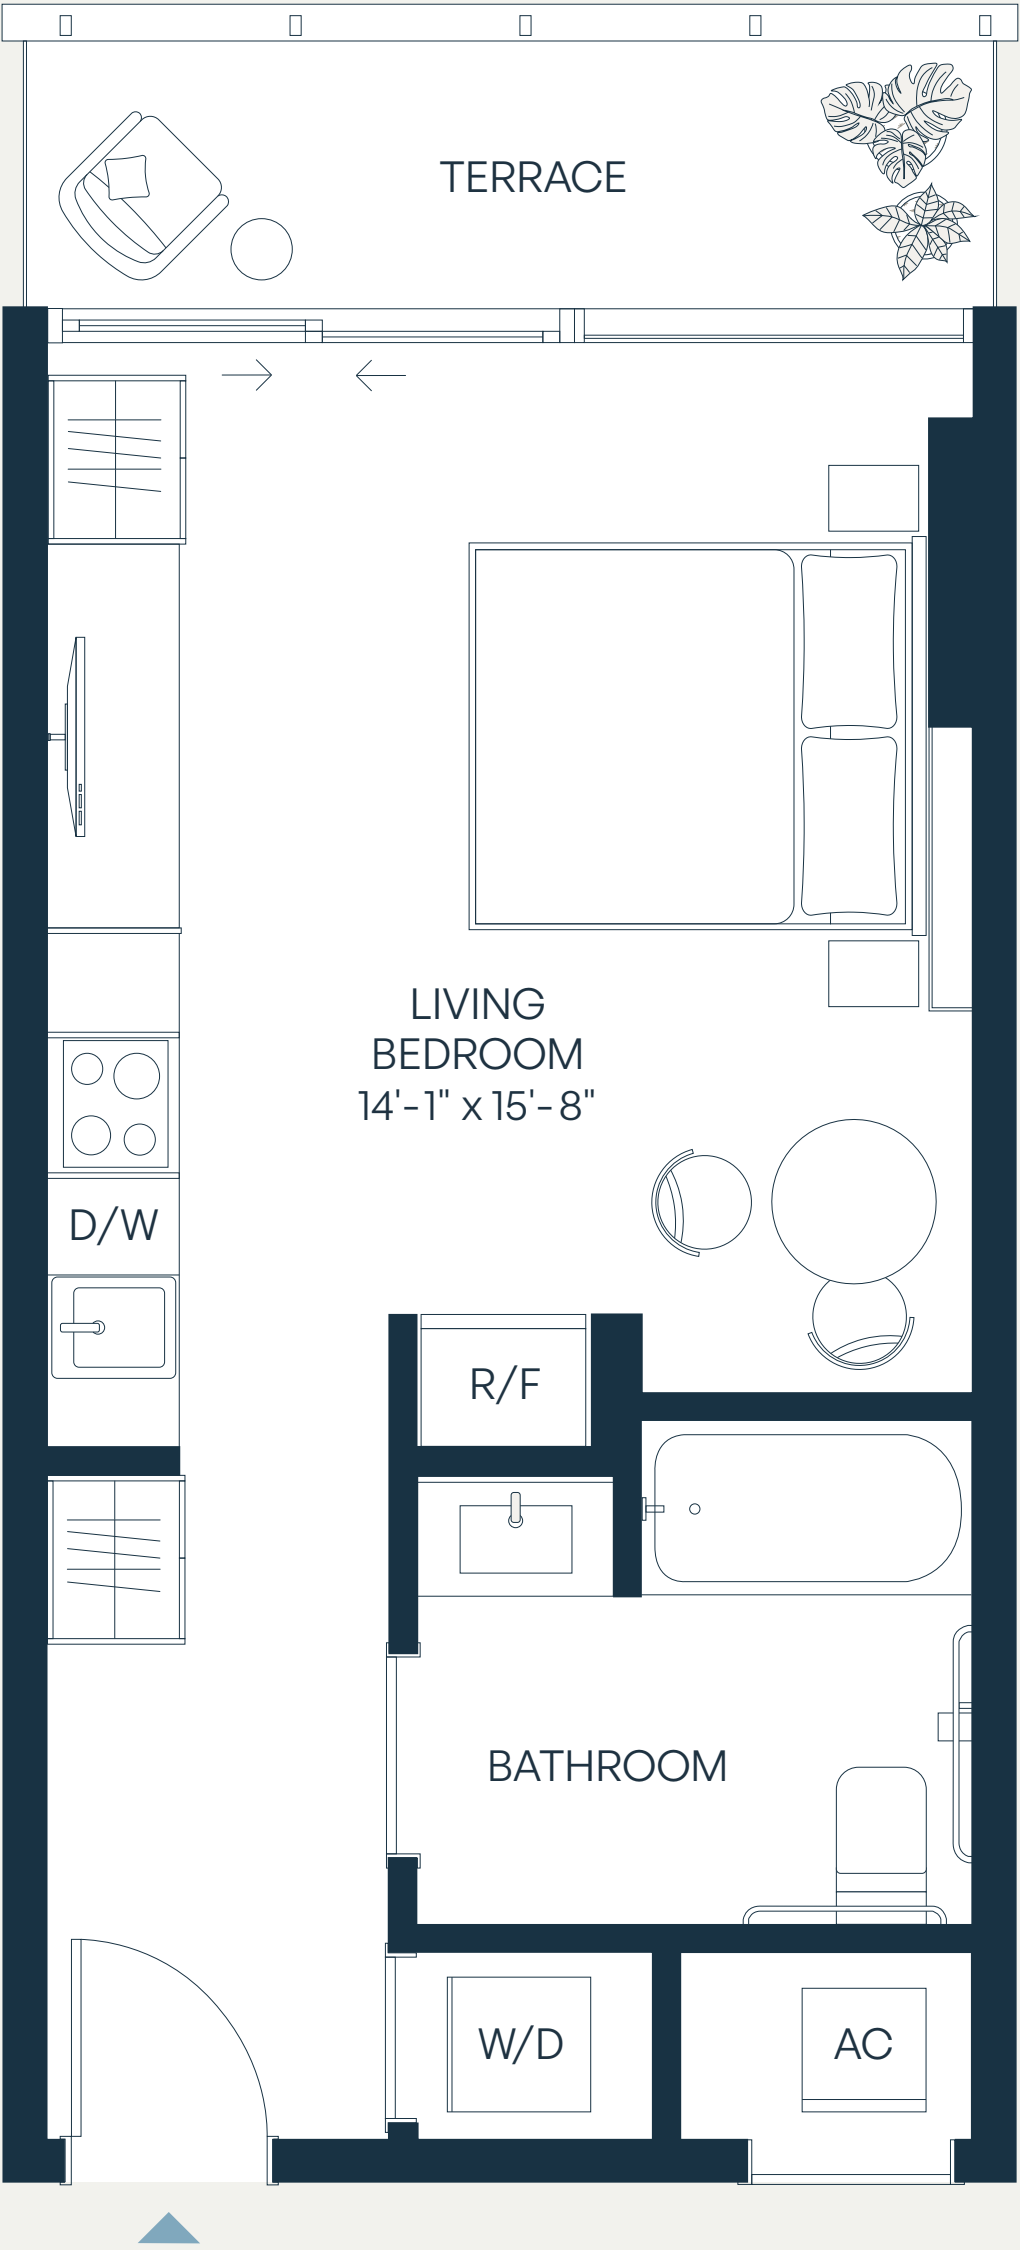 TERRACE
LIVING
BEDROOM
14'-1" x 15'-8"
D/W
R/F
BATHROOM
W/D
AC